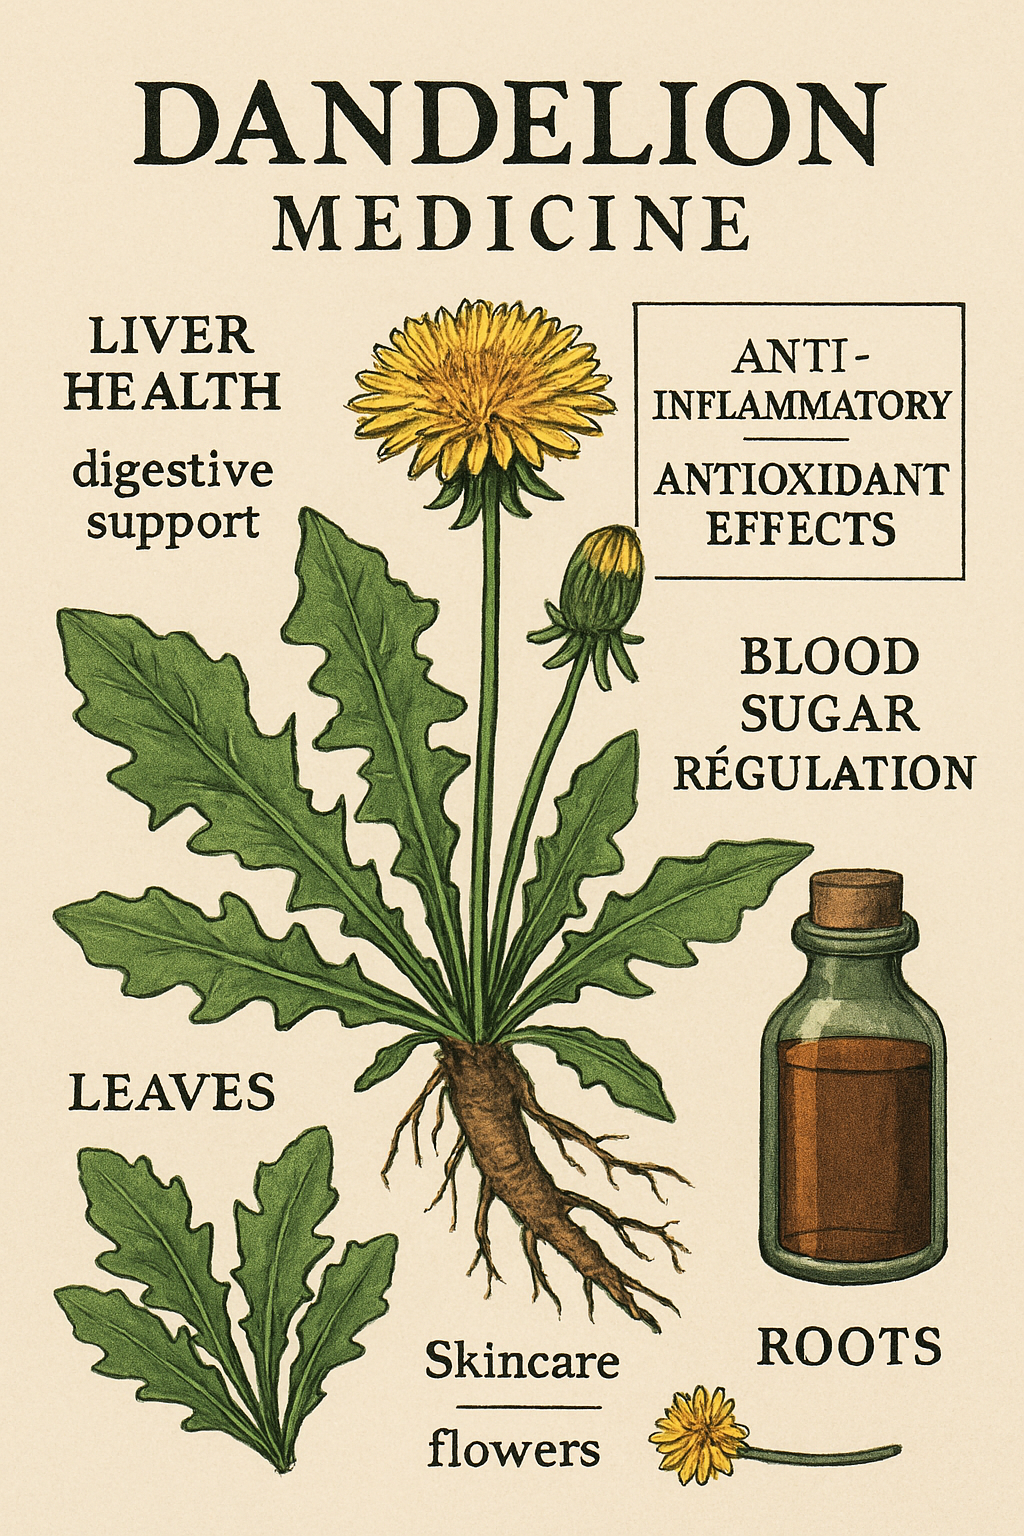 DANDELION
MEDICINE
LIVER
HEALTH
digestive
support
ANTI-
INFLAMMATORY
ANTIOXIDANT
EFFECTS
BLOOD
SUGAR
RÉGULATION
LEAVES
ROOTS
Skincare
flowers